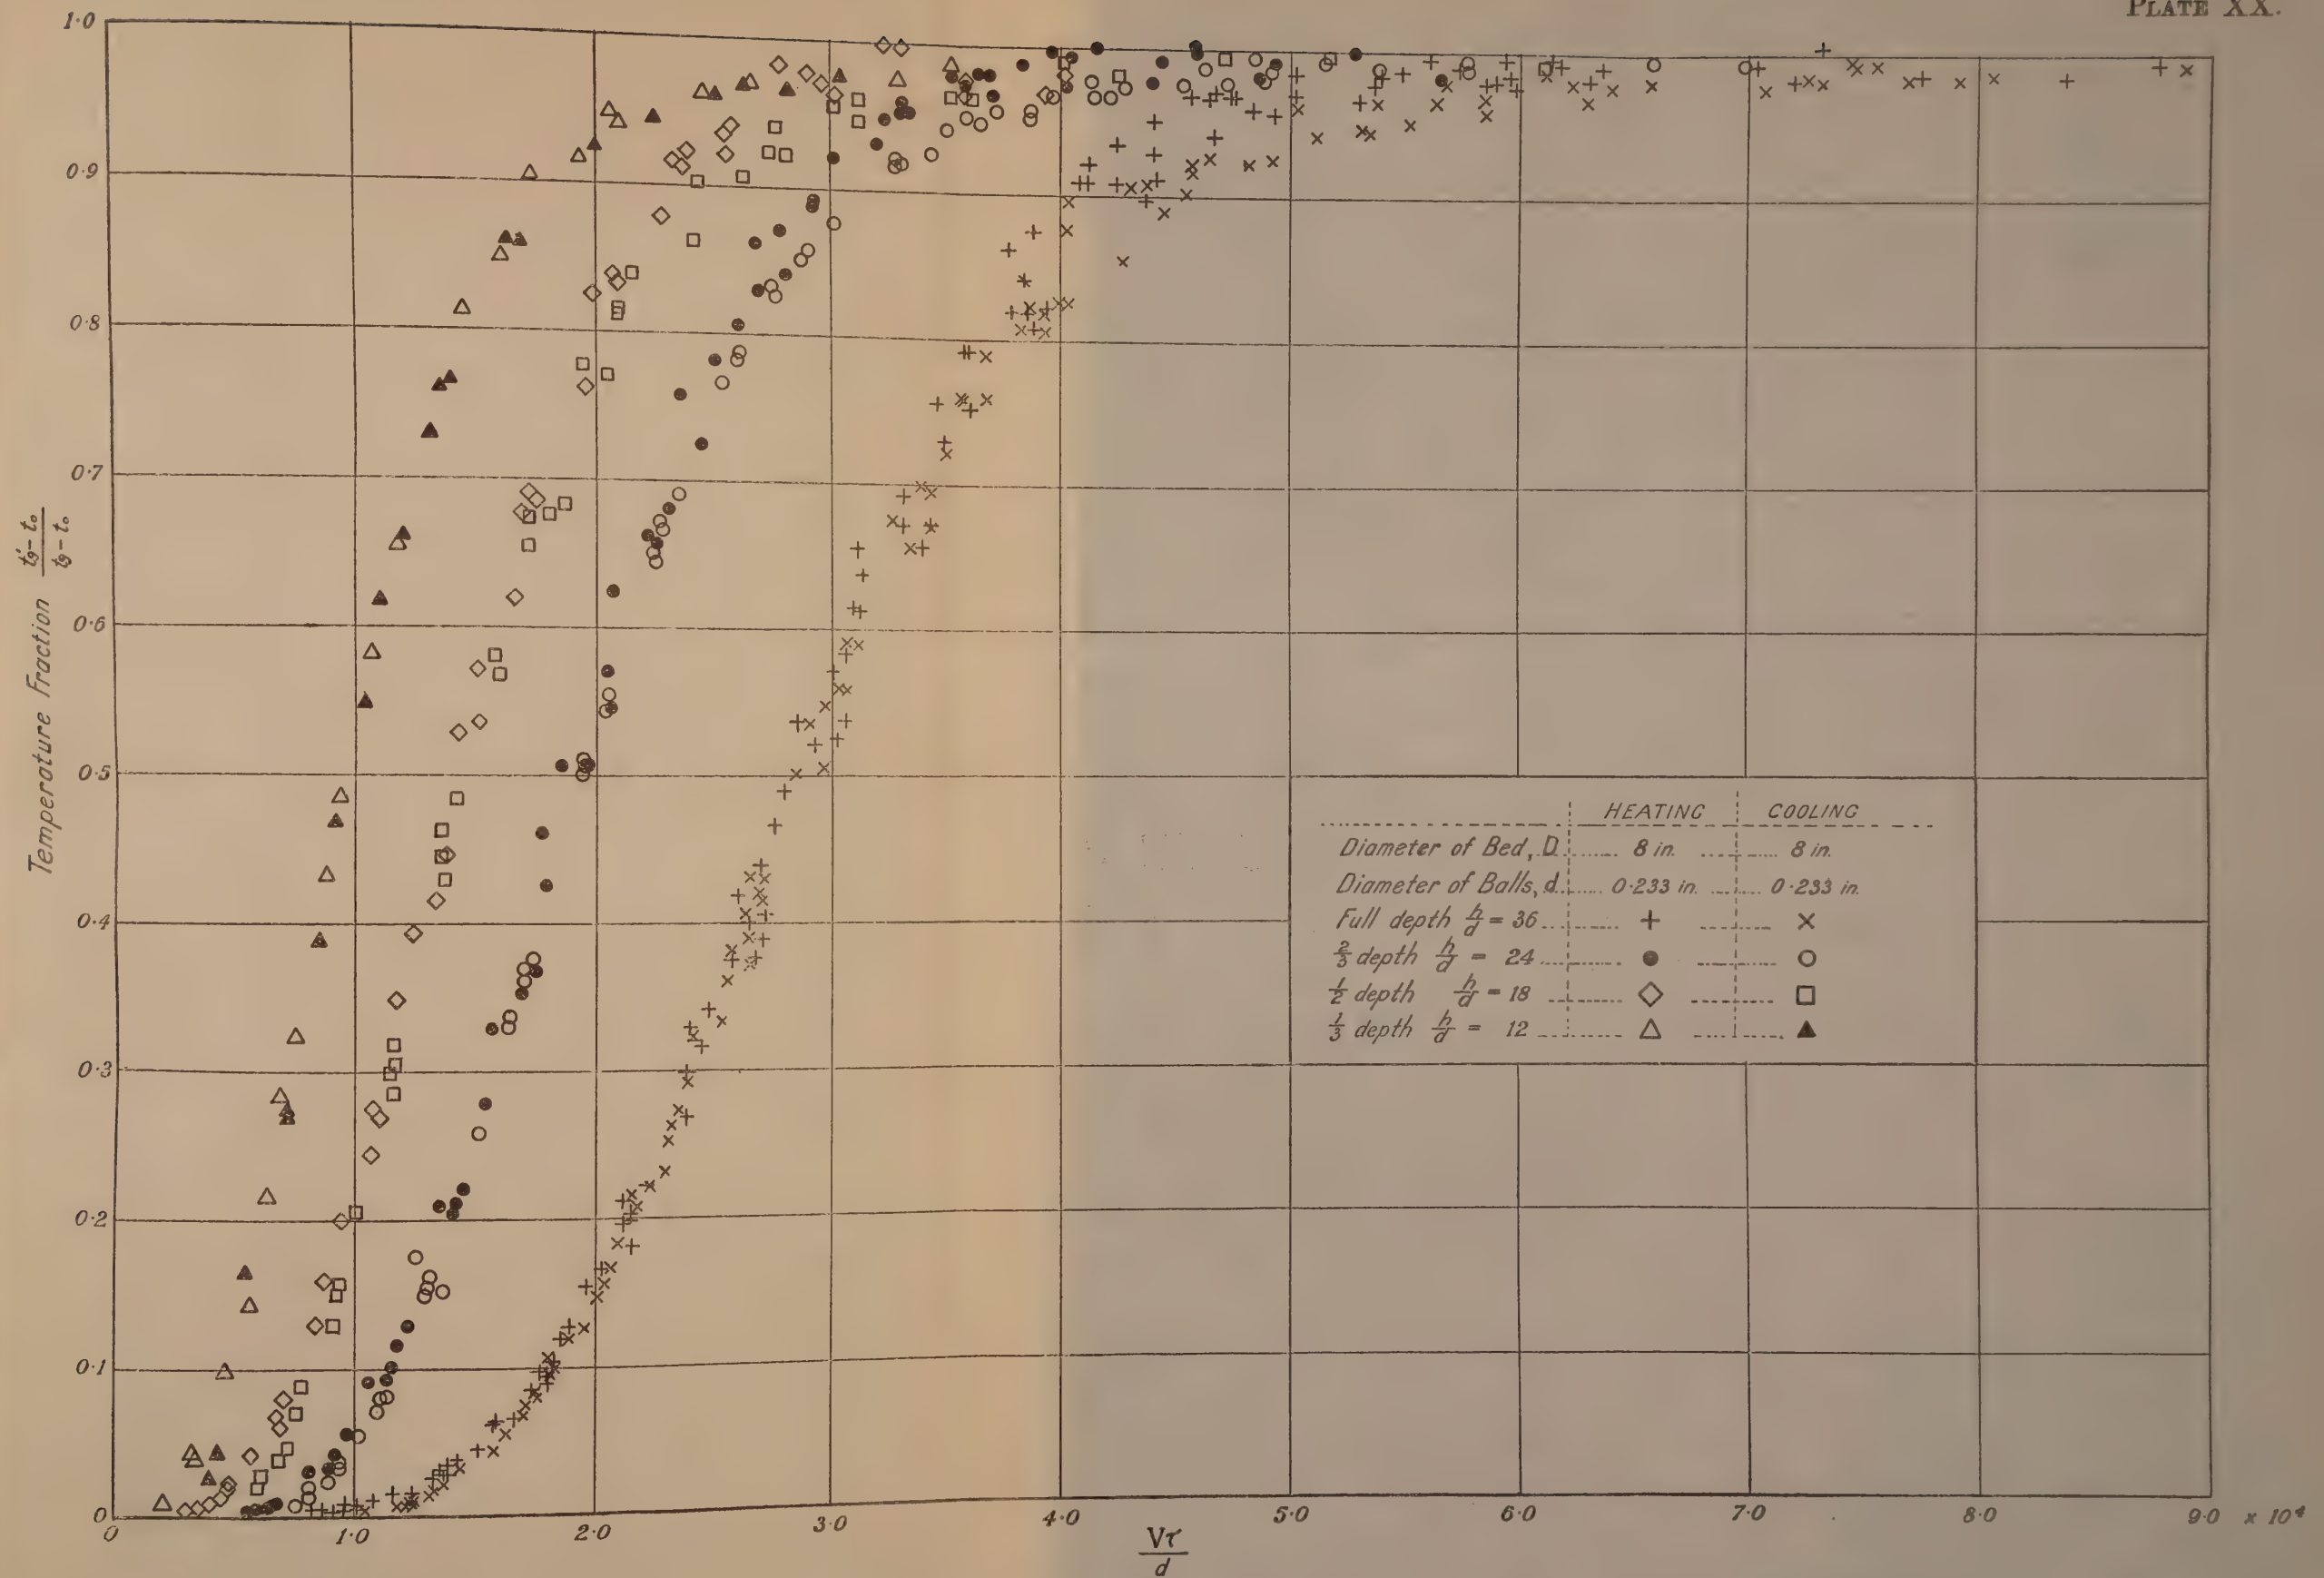 PLATE XX.
1·0
0·9
0·8
0·7
0·6
0·5
0·4
0·3
0·2
0·1
0
Temperature Fraction (t'g - t₀)/(tg - t₀)
0 1·0 2·0 3·0 4·0 5·0 6·0 7·0 8·0 9·0 × 10⁴
Vτ/d
HEATING COOLING
Diameter of Bed, D 8 in. 8 in.
Diameter of Balls, d 0·233 in. 0·233 in.
Full depth h/d = 36 + ×
2/3 depth h/d = 24 ● ○
1/2 depth h/d = 18 ◇ □
1/3 depth h/d = 12 △ ▲